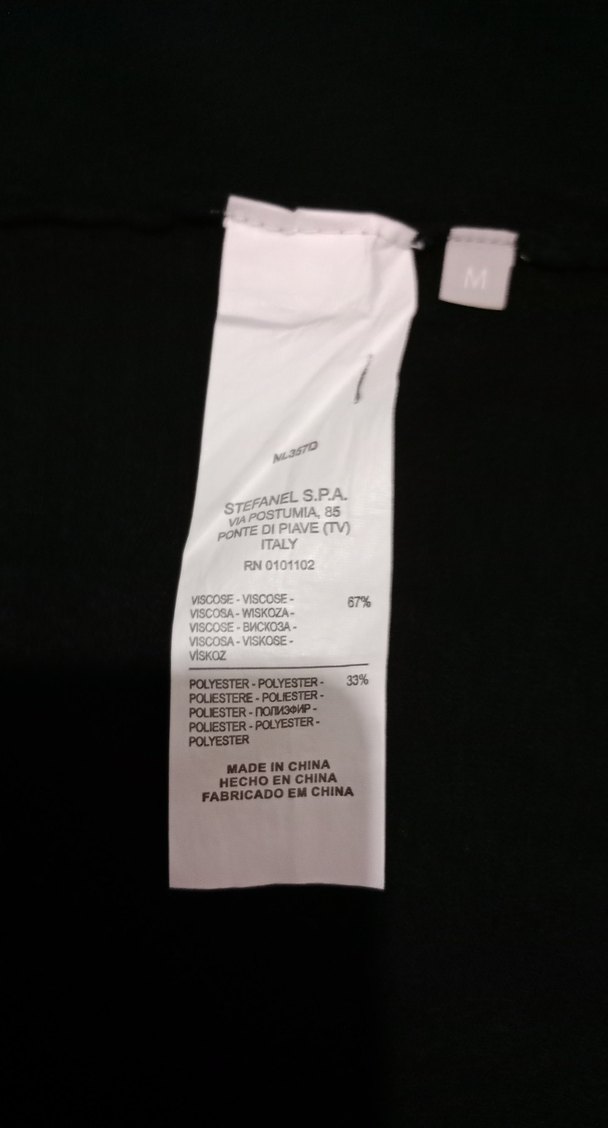 M
NL357D
STEFANEL S.P.A.
VIA POSTUMIA, 85
PONTE DI PIAVE (TV)
ITALY
RN 0101102
VISCOSE - VISCOSE - 67%
VISCOSA - WISKOZA -
VISCOSE - ВИСКОЗА -
VISCOSA - VISKOSE -
VİSKOZ
POLYESTER - POLYESTER - 33%
POLIESTERE - POLIESTER -
POLIESTER - ПОЛИЭФИР -
POLIESTER - POLYESTER -
POLYESTER
MADE IN CHINA
HECHO EN CHINA
FABRICADO EM CHINA